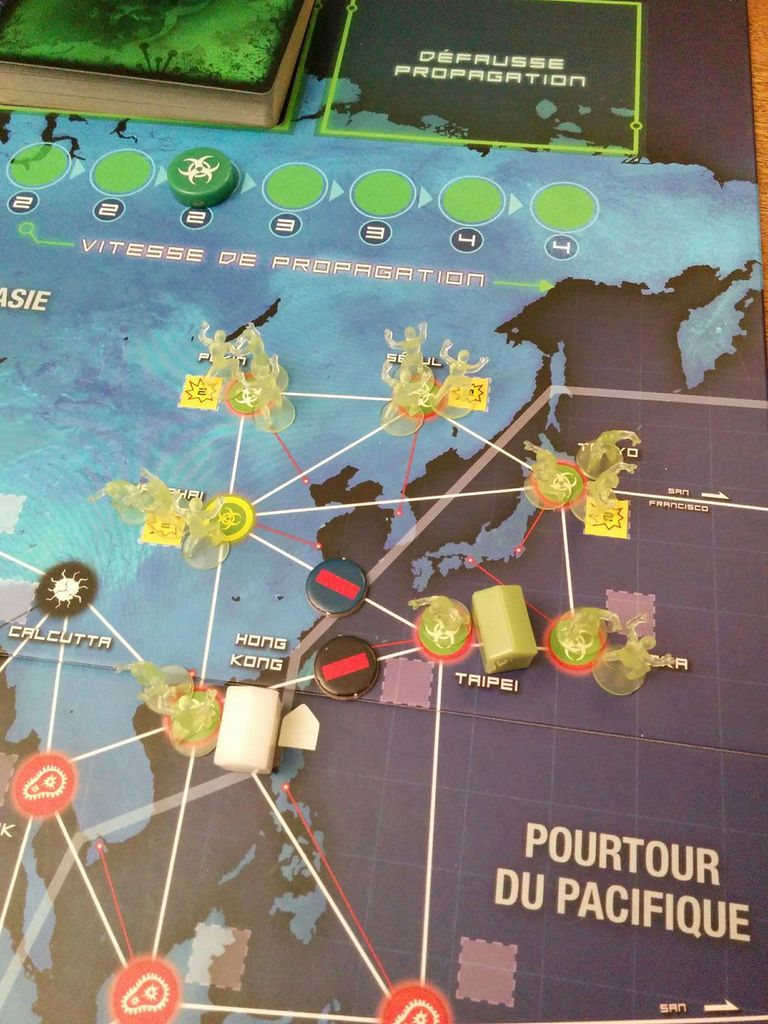 DÉFAUSSE
PROPAGATION
2
2
2
3
3
4
4
VITESSE DE PROPAGATION
ASIE
SAN
FRANCISCO
CALCUTTA
HONG
KONG
TAIPEI
POURTOUR
DU PACIFIQUE
SAN